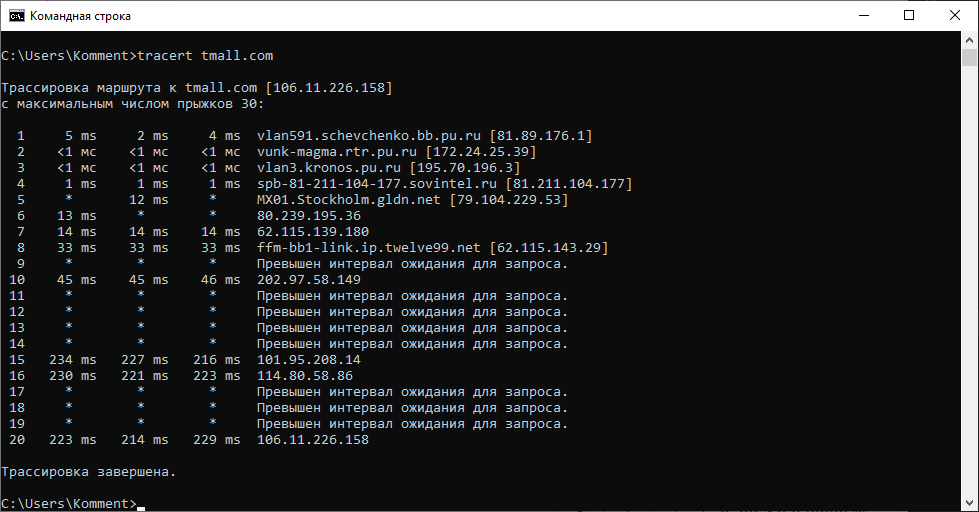 Командная строка
C:\Users\Komment>tracert tmall.com
Трассировка маршрута к tmall.com [106.11.226.158]
с максимальным числом прыжков 30:
1 5 ms 2 ms 4 ms vlan591.schevchenko.bb.pu.ru [81.89.176.1]
2 <1 мс <1 мс <1 мс vunk-magma.rtr.pu.ru [172.24.25.39]
3 <1 мс <1 мс <1 мс vlan3.kronos.pu.ru [195.70.196.3]
4 1 ms 1 ms 1 ms spb-81-211-104-177.sovintel.ru [81.211.104.177]
5 * 12 ms * MX01.Stockholm.gldn.net [79.104.229.53]
6 13 ms * * 80.239.195.36
7 14 ms 14 ms 14 ms 62.115.139.180
8 33 ms 33 ms 33 ms ffm-bb1-link.ip.twelve99.net [62.115.143.29]
9 * * * Превышен интервал ожидания для запроса.
10 45 ms 45 ms 46 ms 202.97.58.149
11 * * * Превышен интервал ожидания для запроса.
12 * * * Превышен интервал ожидания для запроса.
13 * * * Превышен интервал ожидания для запроса.
14 * * * Превышен интервал ожидания для запроса.
15 234 ms 227 ms 216 ms 101.95.208.14
16 230 ms 221 ms 223 ms 114.80.58.86
17 * * * Превышен интервал ожидания для запроса.
18 * * * Превышен интервал ожидания для запроса.
19 * * * Превышен интервал ожидания для запроса.
20 223 ms 214 ms 229 ms 106.11.226.158
Трассировка завершена.
C:\Users\Komment>